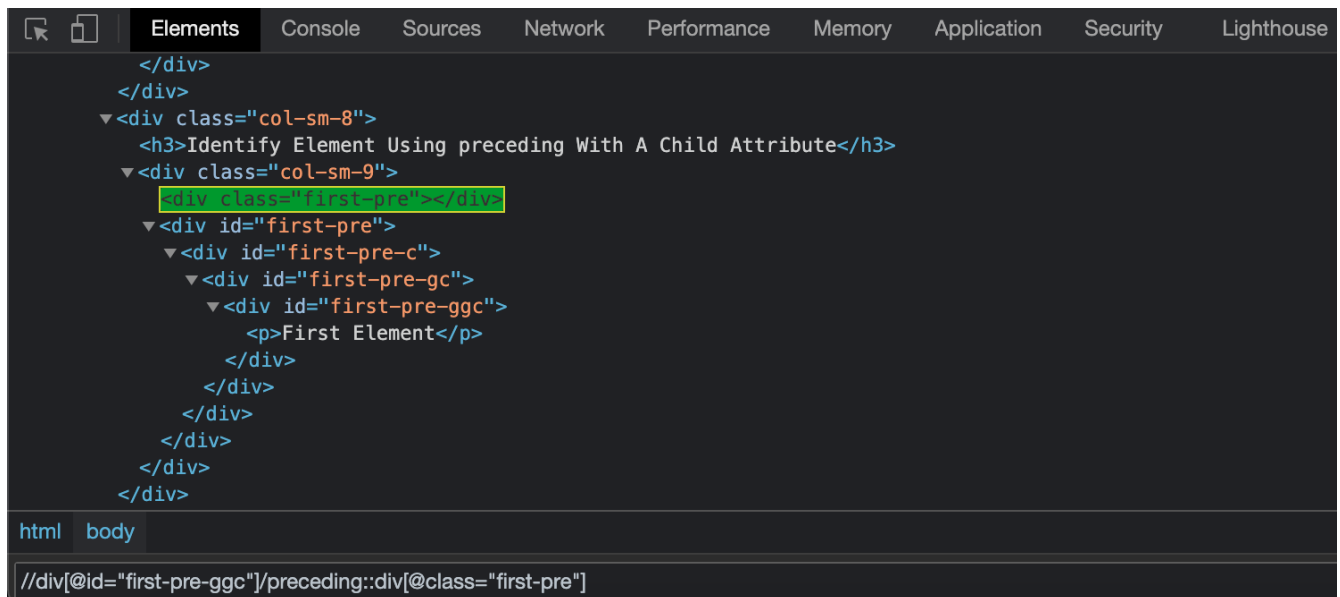 Elements Console Sources Network Performance Memory Application Security Lighthouse
</div>
</div>
<div class="col-sm-8">
<h3>Identify Element Using preceding With A Child Attribute</h3>
<div class="col-sm-9">
<div class="first-pre"></div>
<div id="first-pre">
<div id="first-pre-c">
<div id="first-pre-gc">
<div id="first-pre-ggc">
<p>First Element</p>
</div>
</div>
</div>
</div>
</div>
</div>
html body
//div[@id="first-pre-ggc"]/preceding::div[@class="first-pre"]